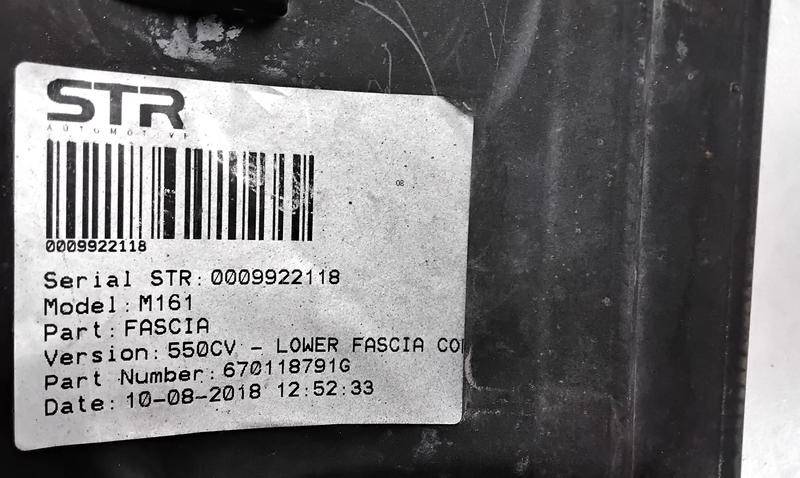 STR
AUTOMOTIVE
0009922118
Serial STR: 0009922118
Model: M161
Part: FASCIA
Version: 550CV - LOWER FASCIA
Part Number: 670118791G
Date: 10-08-2018 12:52:33